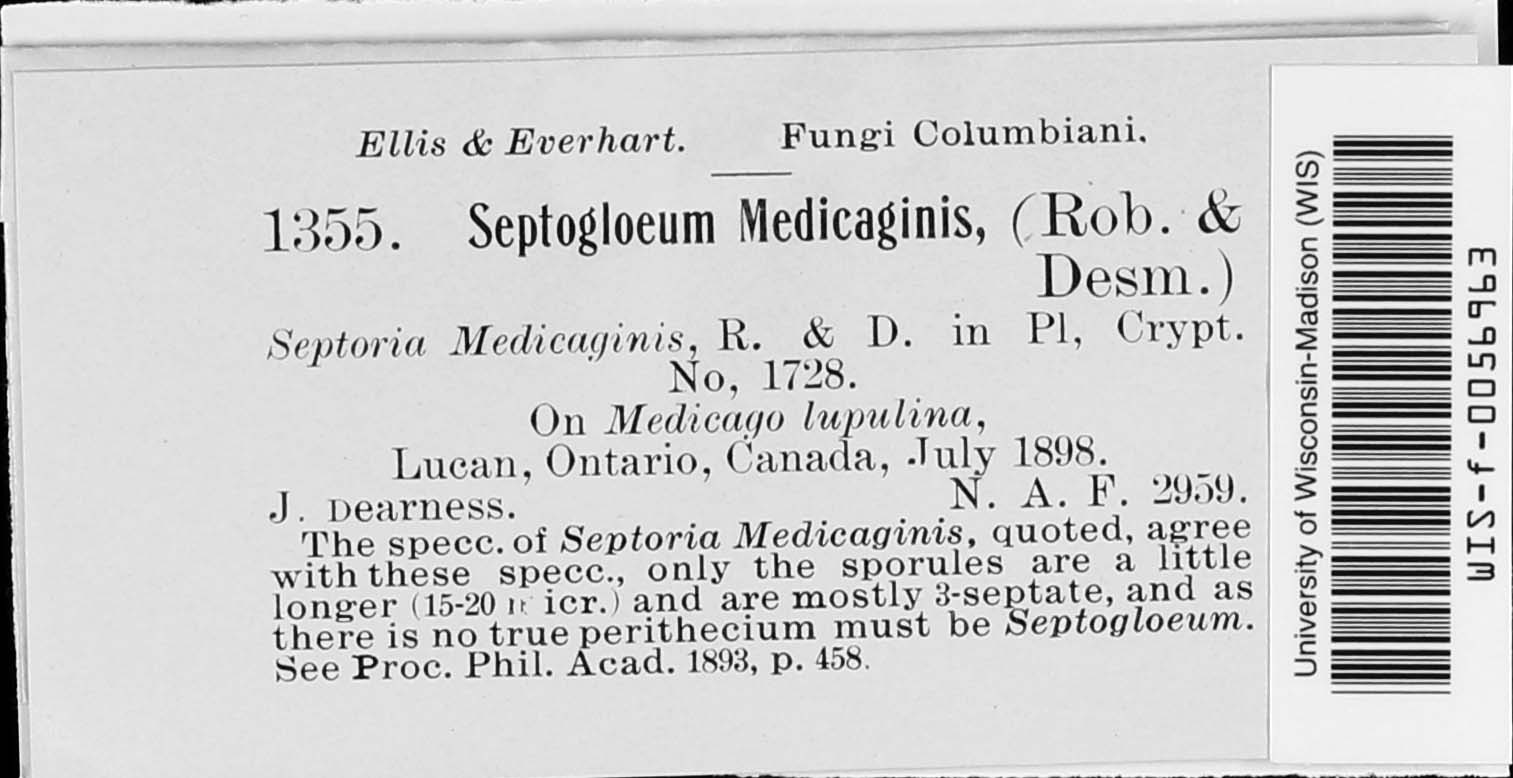 Ellis & Everhart. Fungi Columbiani.
1355. Septogloeum Medicaginis, (Rob. &
Desm.)
Septoria Medicaginis, R. & D. in Pl, Crypt.
No, 1728.
On Medicago lupulina,
Lucan, Ontario, Canada, July 1898.
J. Dearness. N. A. F. 2959.
The specc. of Septoria Medicaginis, quoted, agree
with these specc., only the sporules are a little
longer (15-20 icr.) and are mostly 3-septate, and as
there is no true perithecium must be Septogloeum.
See Proc. Phil. Acad. 1893, p. 458.
University of Wisconsin-Madison (WIS)
WIS-f-0056963